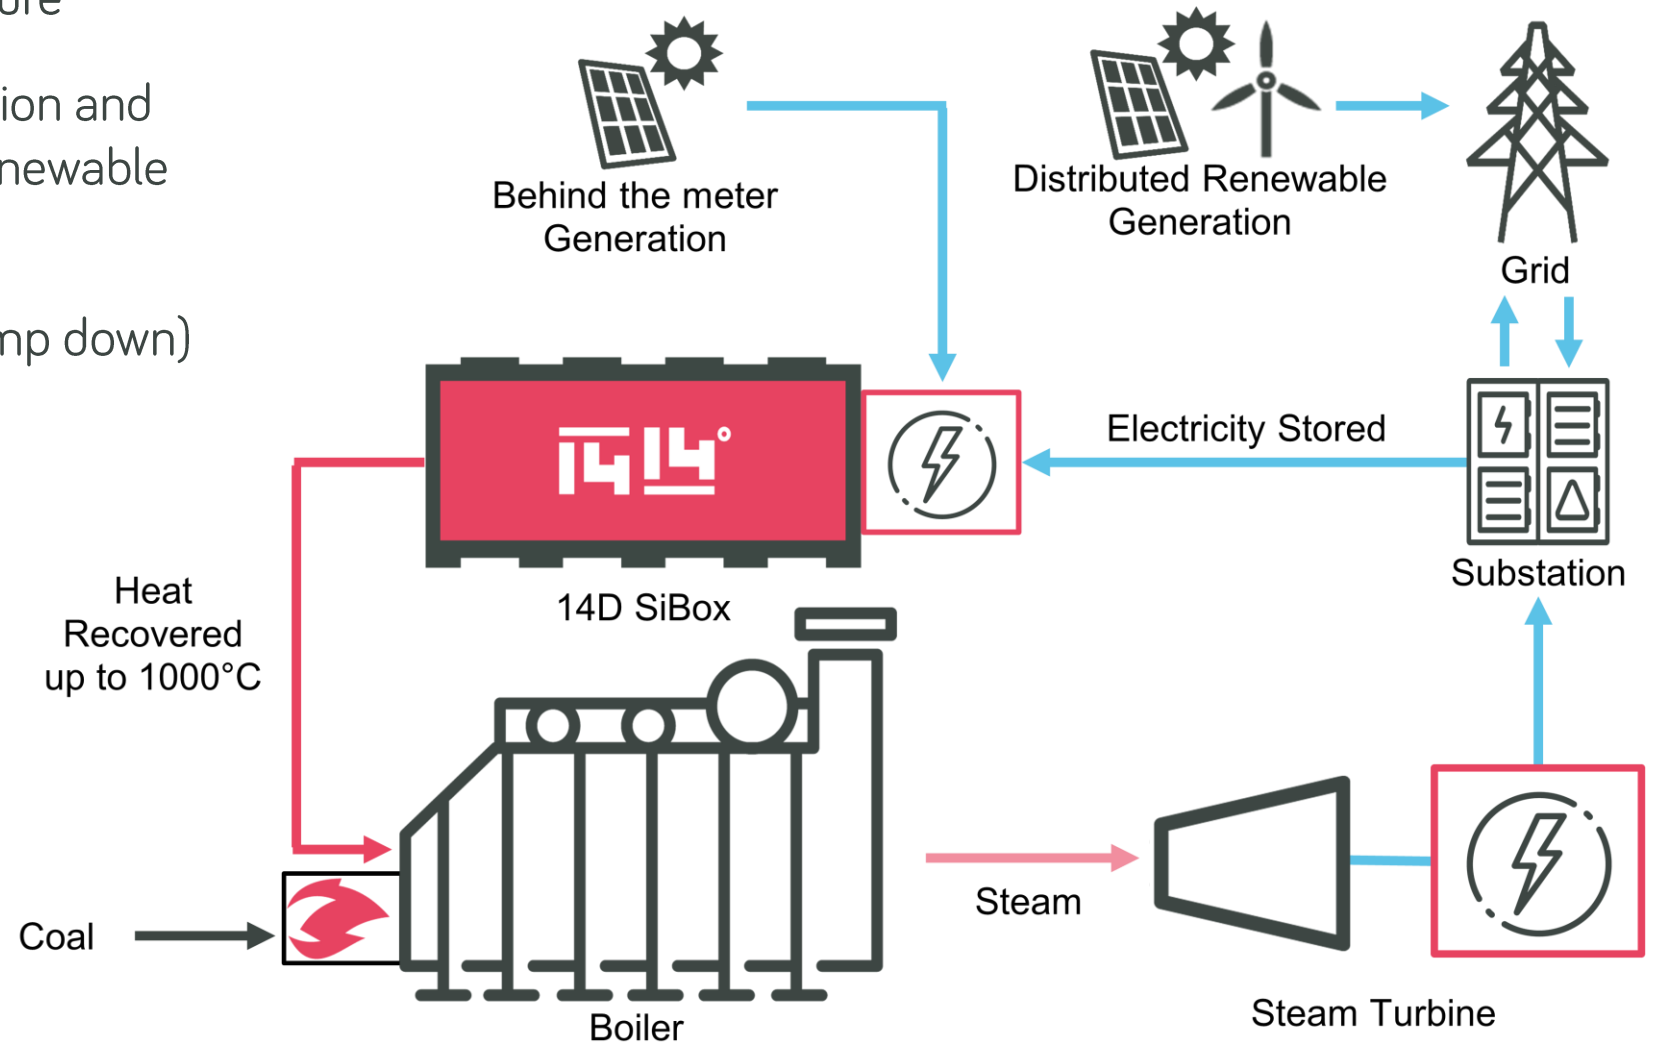 ion and
newable
mp down)
Behind the meter
Generation
Distributed Renewable
Generation
Grid
Electricity Stored
1414°
Substation
14D SiBox
Heat
Recovered
up to 1000°C
Coal
Steam
Boiler
Steam Turbine